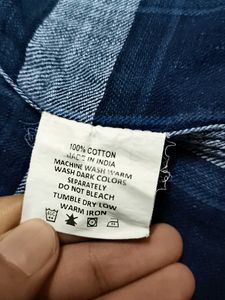 100% COTTON
MADE IN INDIA
MACHINE WASH WARM
WASH DARK COLORS
SEPARATELY
DO NOT BLEACH
TUMBLE DRY LOW
WARM IRON